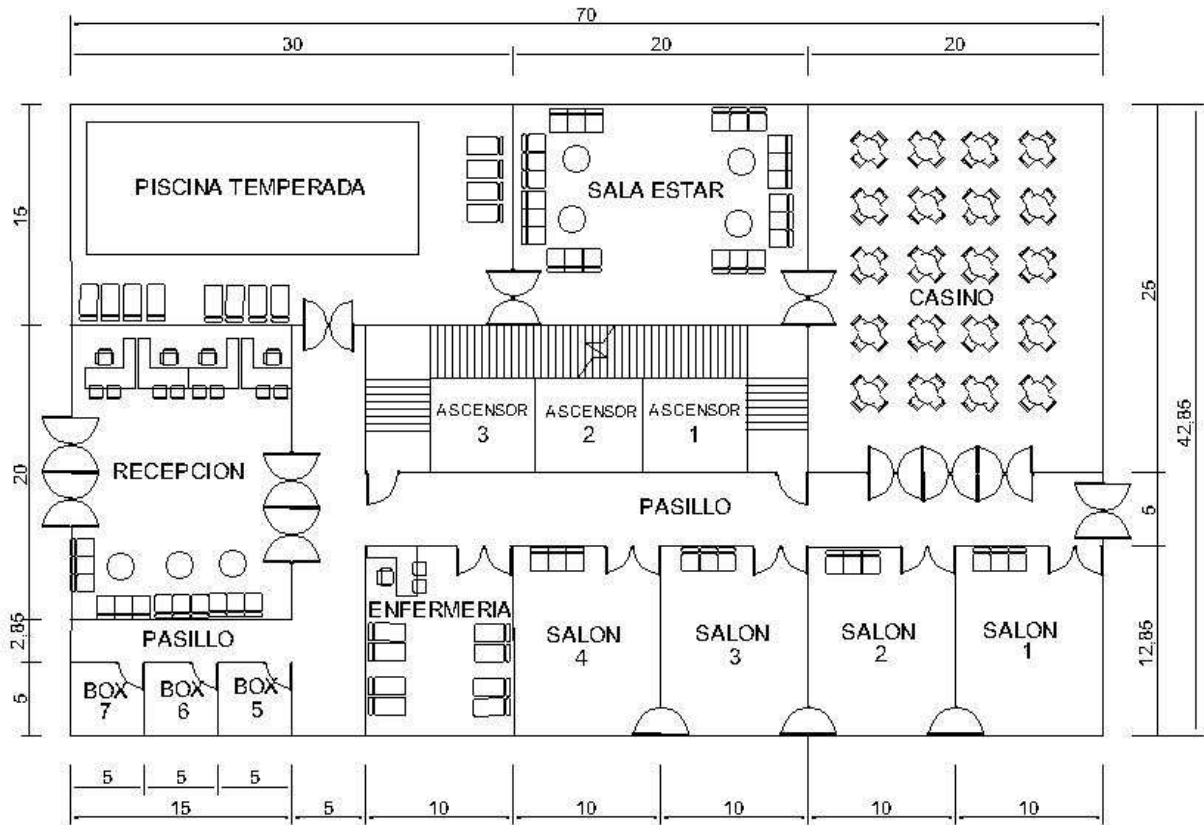 70
30
20
20
PISCINA TEMPERADA
SALA ESTAR
CASINO
15
25
42,85
ASCENSOR
3
ASCENSOR
2
ASCENSOR
1
RECEPCION
20
PASILLO
5
ENFERMERIA
SALON
4
SALON
3
SALON
2
SALON
1
PASILLO
2,85
12,85
BOX
7
BOX
6
BOX
5
5
5
5
5
15
5
10
10
10
10
10